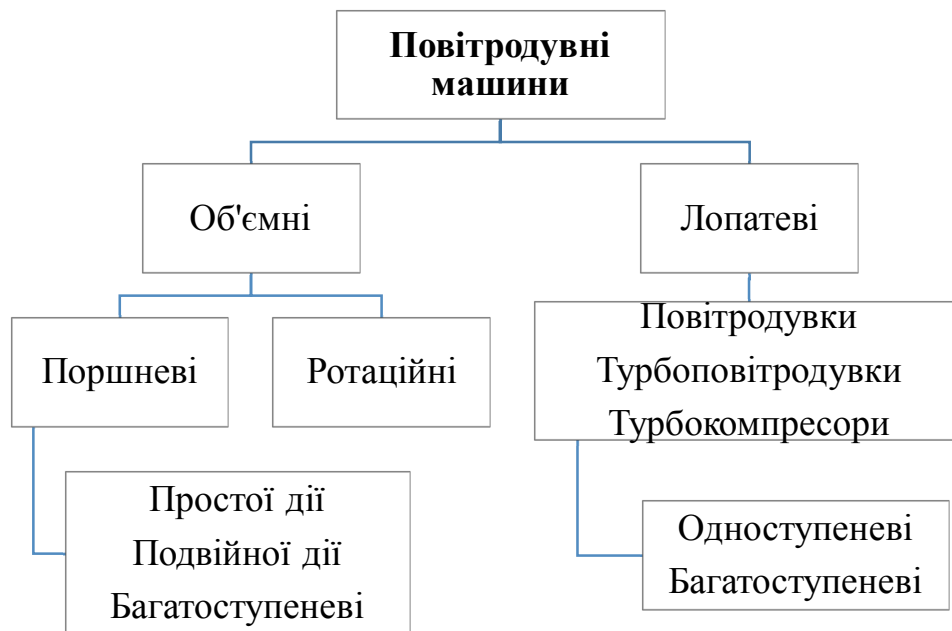 Повітродувні
машини
Об'ємні
Лопатеві
Поршневі
Ротаційні
Повітродувки
Турбоповітродувки
Турбокомпресори
Простої дії
Подвійної дії
Багатоступеневі
Одноступеневі
Багатоступеневі